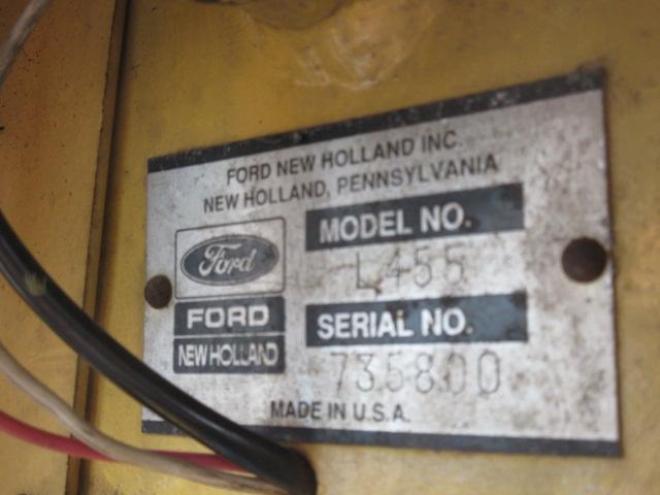 FORD NEW HOLLAND INC.
NEW HOLLAND, PENNSYLVANIA
Ford
FORD
NEW HOLLAND
MODEL NO.
L455
SERIAL NO.
735800
MADE IN U.S.A.